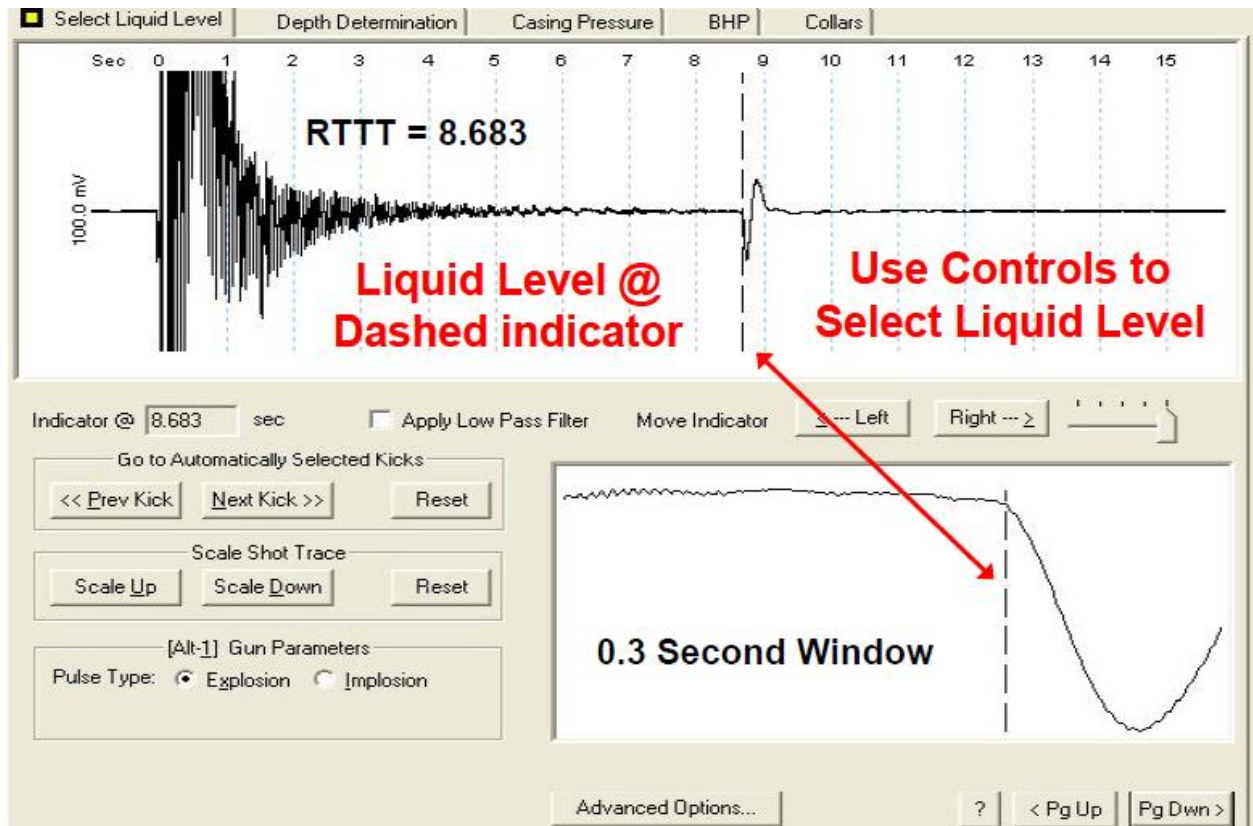 Select Liquid Level Depth Determination Casing Pressure BHP Collars
Sec 0 1 2 3 4 5 6 7 8 9 10 11 12 13 14 15
RTTT = 8.683
100.0 mV
Liquid Level @
Dashed indicator
Use Controls to
Select Liquid Level
Indicator @ 8.683 sec Apply Low Pass Filter Move Indicator < --- Left Right --- >
Go to Automatically Selected Kicks
<< Prev Kick Next Kick >> Reset
Scale Shot Trace
Scale Up Scale Down Reset
[Alt-1] Gun Parameters
Pulse Type: Explosion Implosion
0.3 Second Window
Advanced Options... ? < Pg Up Pg Dwn >